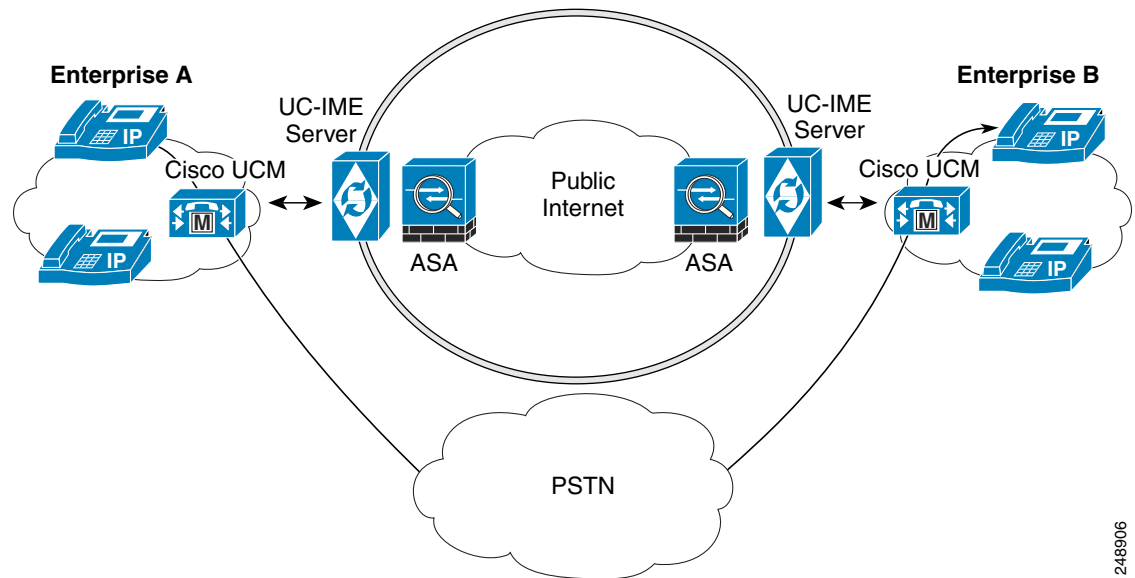 Enterprise A
Enterprise B
UC-IME
Server
UC-IME
Server
IP
Cisco UCM
M
IP
ASA
Public
Internet
ASA
Cisco UCM
M
IP
IP
PSTN
248906